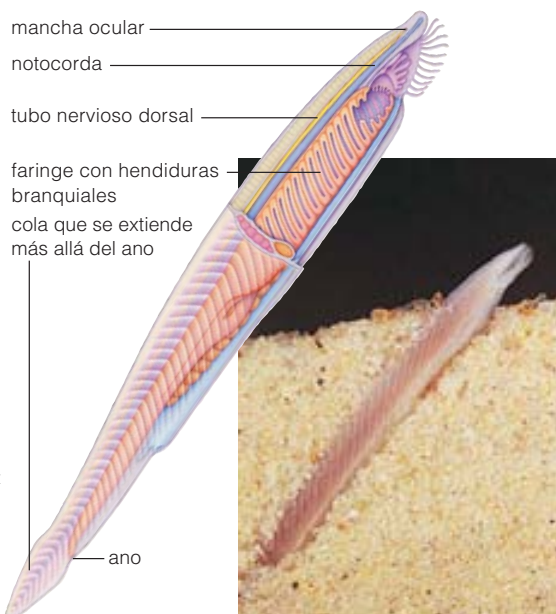 mancha ocular
notocorda
tubo nervioso dorsal
faringe con hendiduras
branquiales
cola que se extiende
más allá del ano
ano